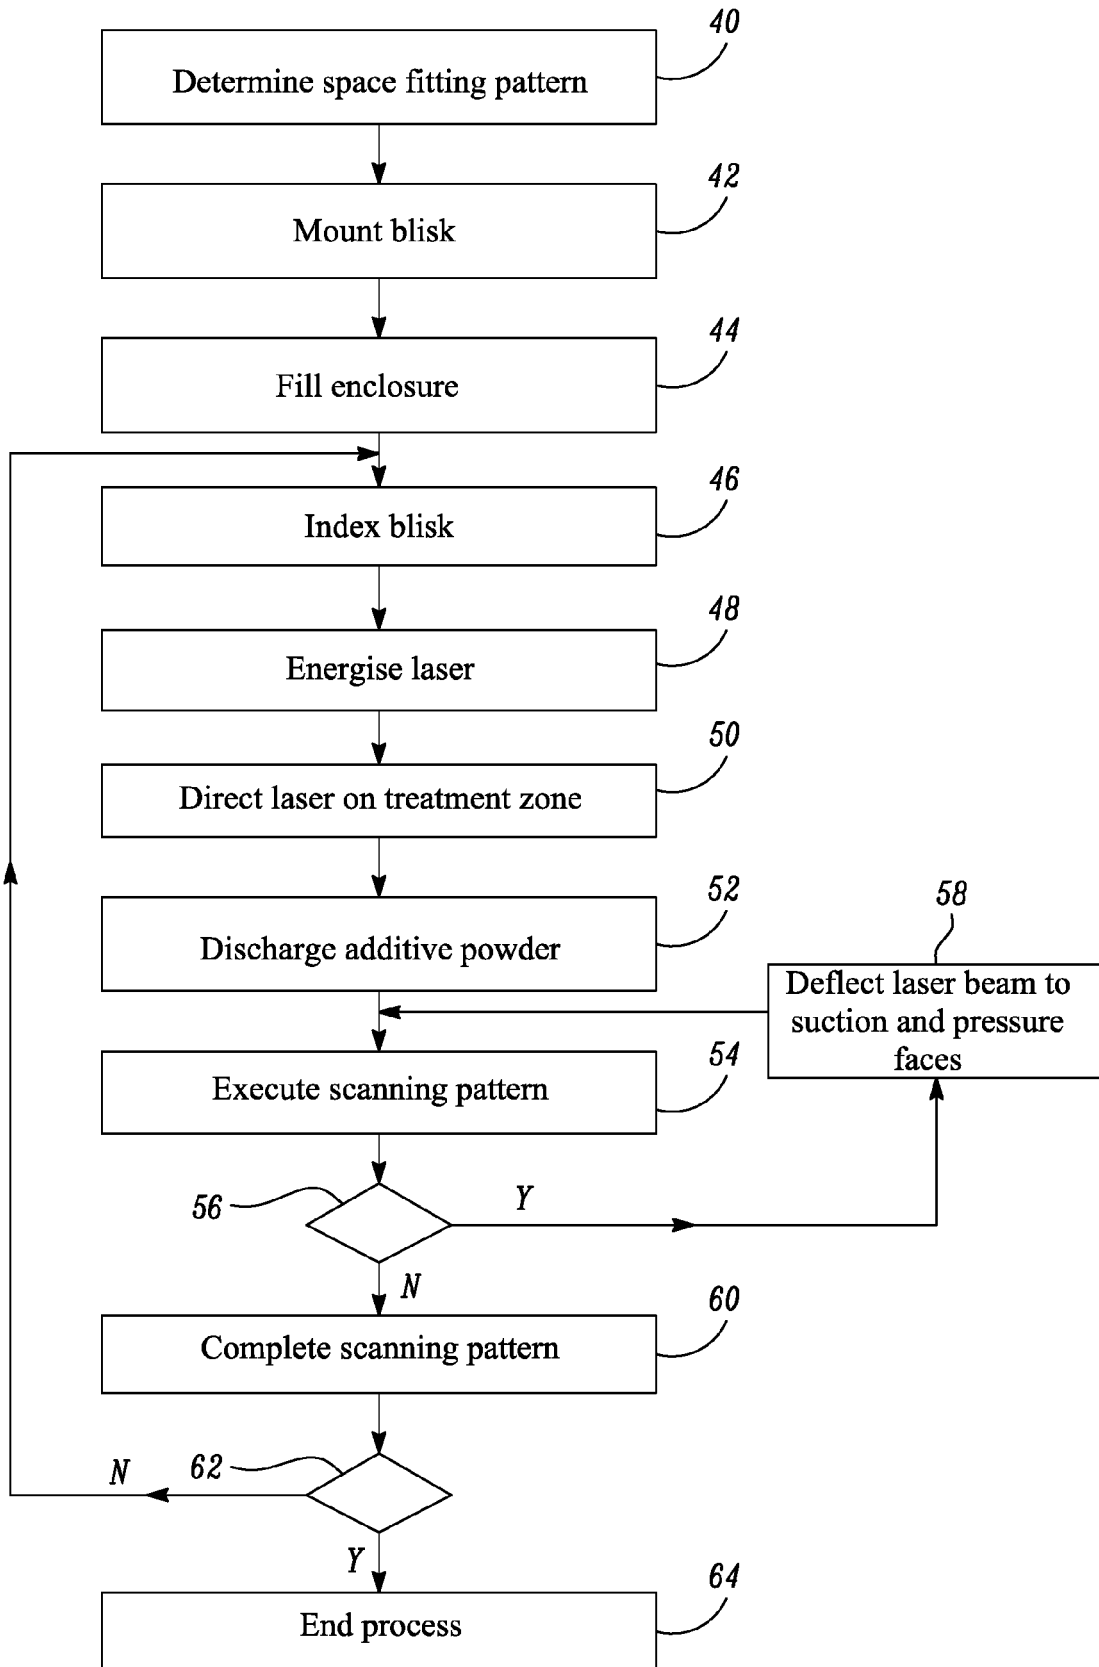 40
Determine space fitting pattern
42
Mount blisk
44
Fill enclosure
46
Index blisk
48
Energise laser
50
Direct laser on treatment zone
52
Discharge additive powder
58
Deflect laser beam to
suction and pressure
faces
54
Execute scanning pattern
56
Y
N
60
Complete scanning pattern
62
N
Y
64
End process